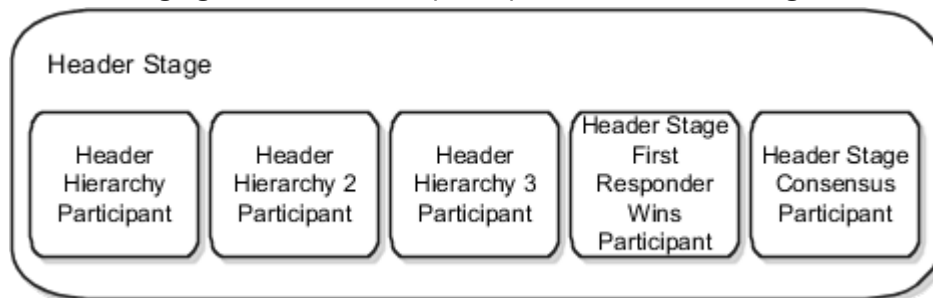 Header Stage
Header
Hierarchy
Participant
Header
Hierarchy 2
Participant
Header
Hierarchy 3
Participant
Header Stage
First
Responder
Wins
Participant
Header Stage
Consensus
Participant